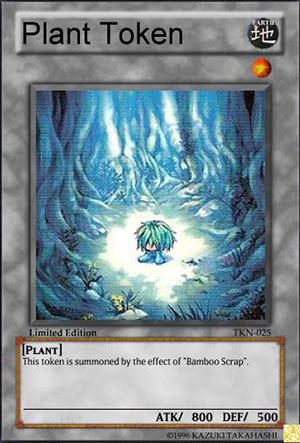 Plant Token
EARTH
地
Limited Edition TKN-025
[PLANT]
This token is summoned by the effect of "Bamboo Scrap".
ATK/ 800 DEF/ 500
©1996 KAZUKI TAKAHASHI